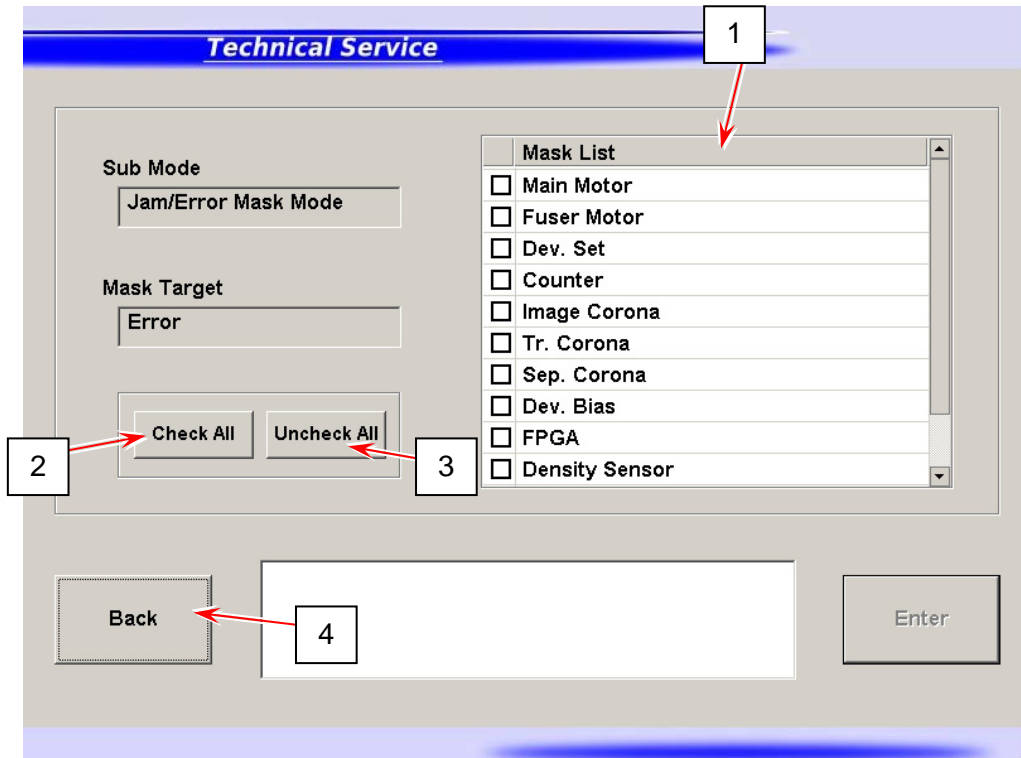 Technical Service
1
Sub Mode
Jam/Error Mask Mode
Mask Target
Error
Check All
Uncheck All
2
3
Mask List
Main Motor
Fuser Motor
Dev. Set
Counter
Image Corona
Tr. Corona
Sep. Corona
Dev. Bias
FPGA
Density Sensor
Back
4
Enter